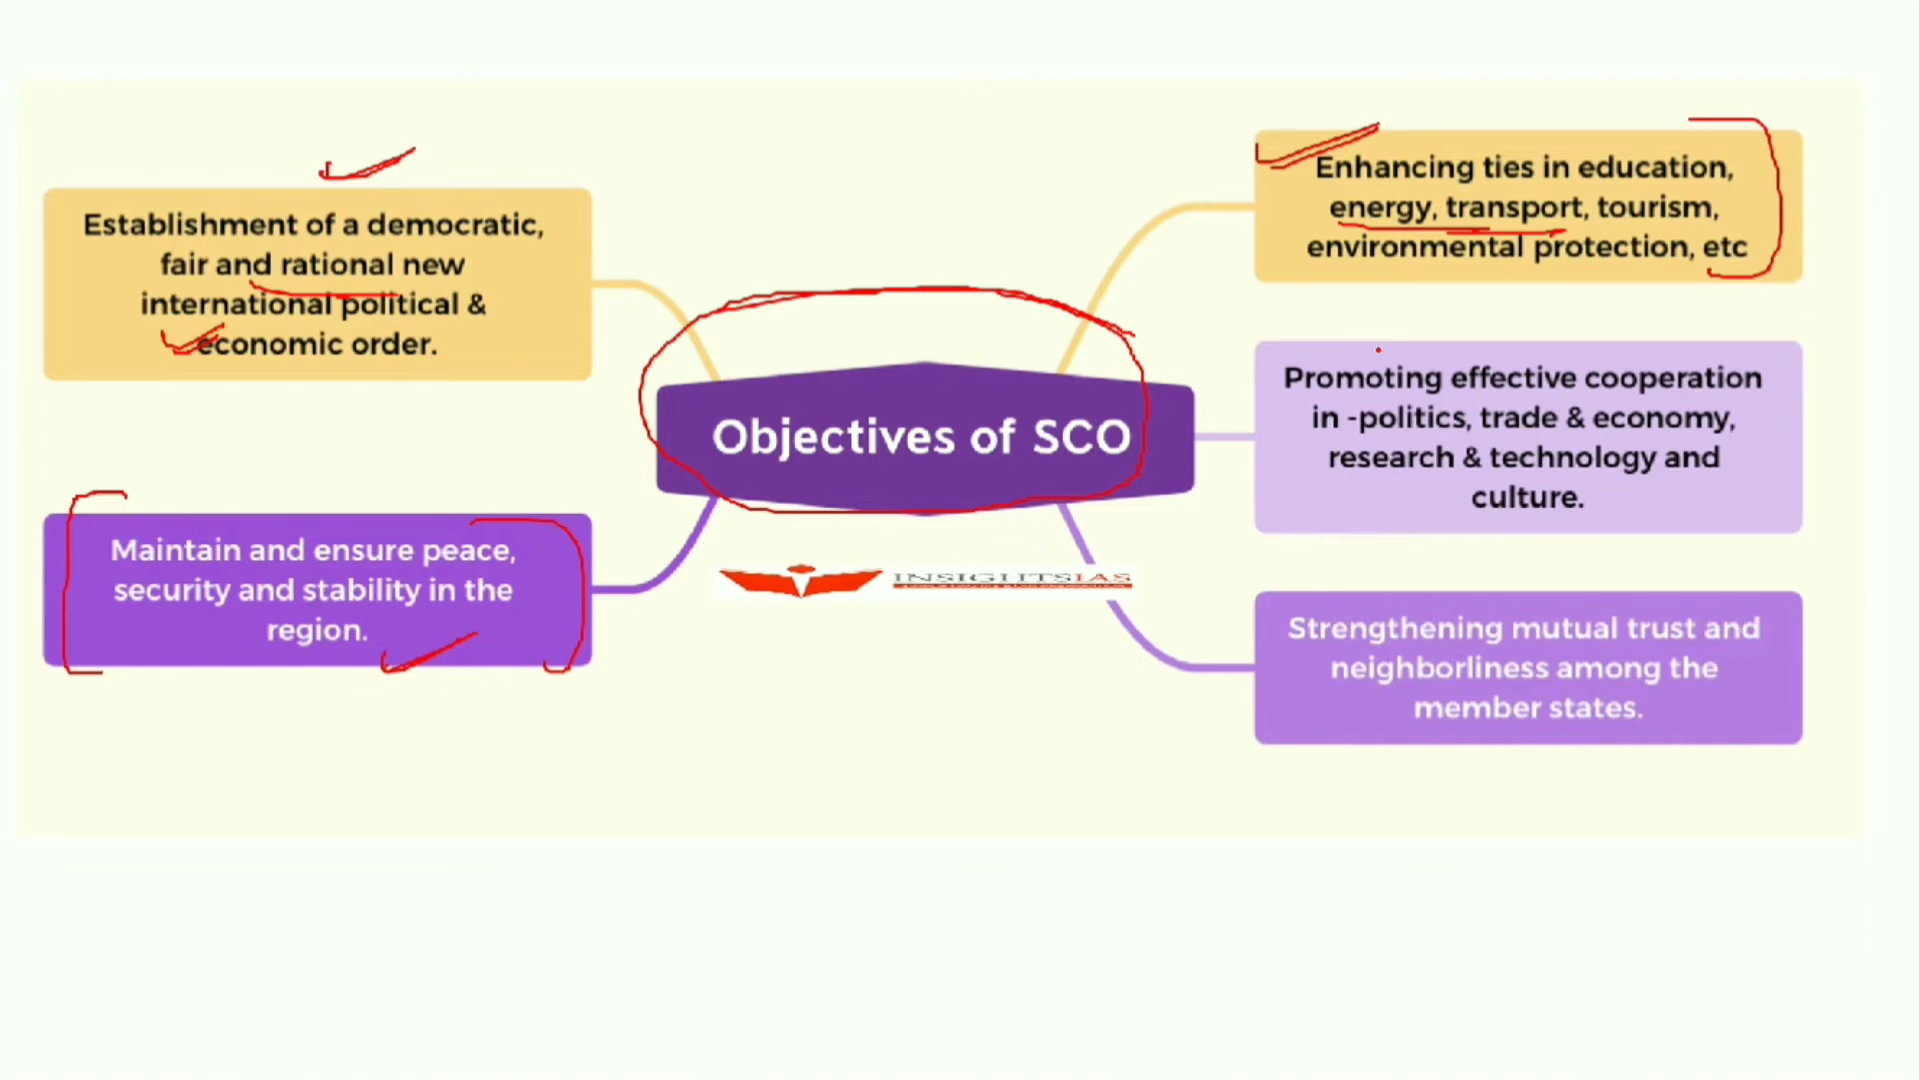 Establishment of a democratic,
fair and rational new
international political &
economic order.
Maintain and ensure peace,
security and stability in the
region.
Objectives of SCO
INSIGHTSIAS
Enhancing ties in education,
energy, transport, tourism,
environmental protection, etc
Promoting effective cooperation
in -politics, trade & economy,
research & technology and
culture.
Strengthening mutual trust and
neighborliness among the
member states.